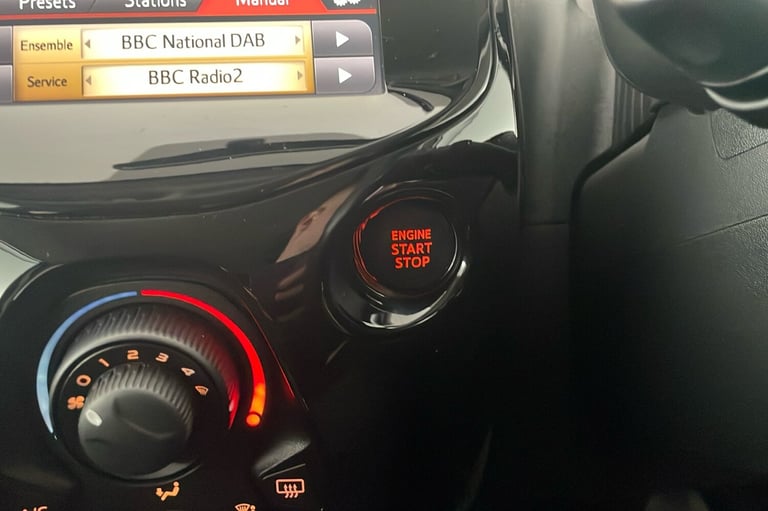 Presets Stations Manual
Ensemble BBC National DAB
Service BBC Radio2
ENGINE
START
STOP
0 1 2 3 4